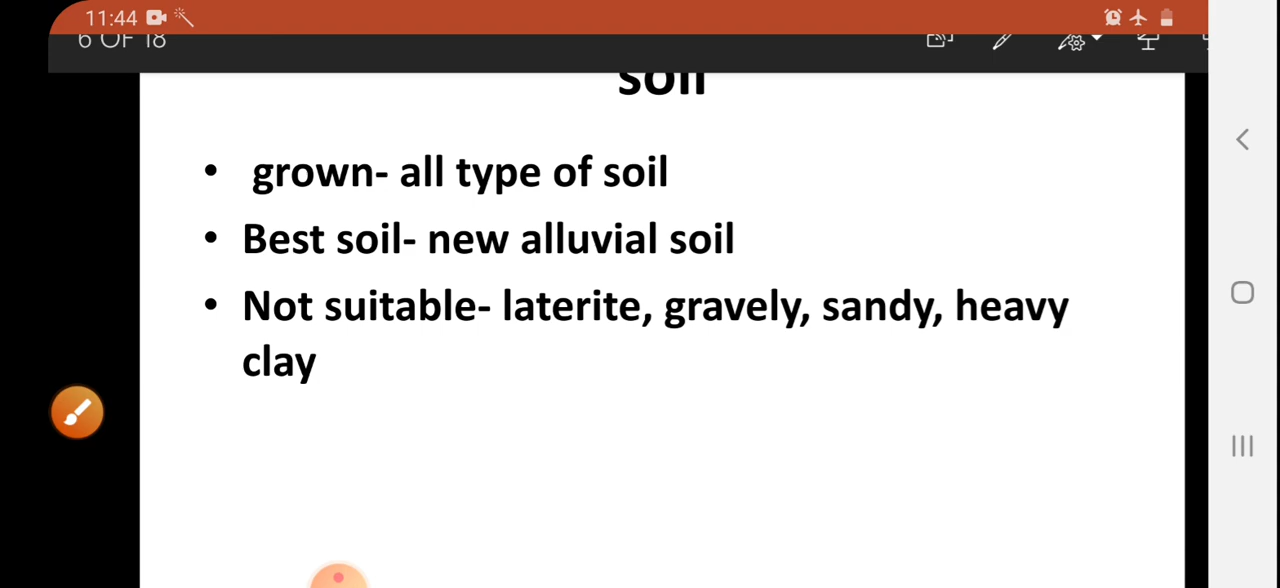 11:44
6 OF 18
soil
• grown- all type of soil
• Best soil- new alluvial soil
• Not suitable- laterite, gravely, sandy, heavy
clay